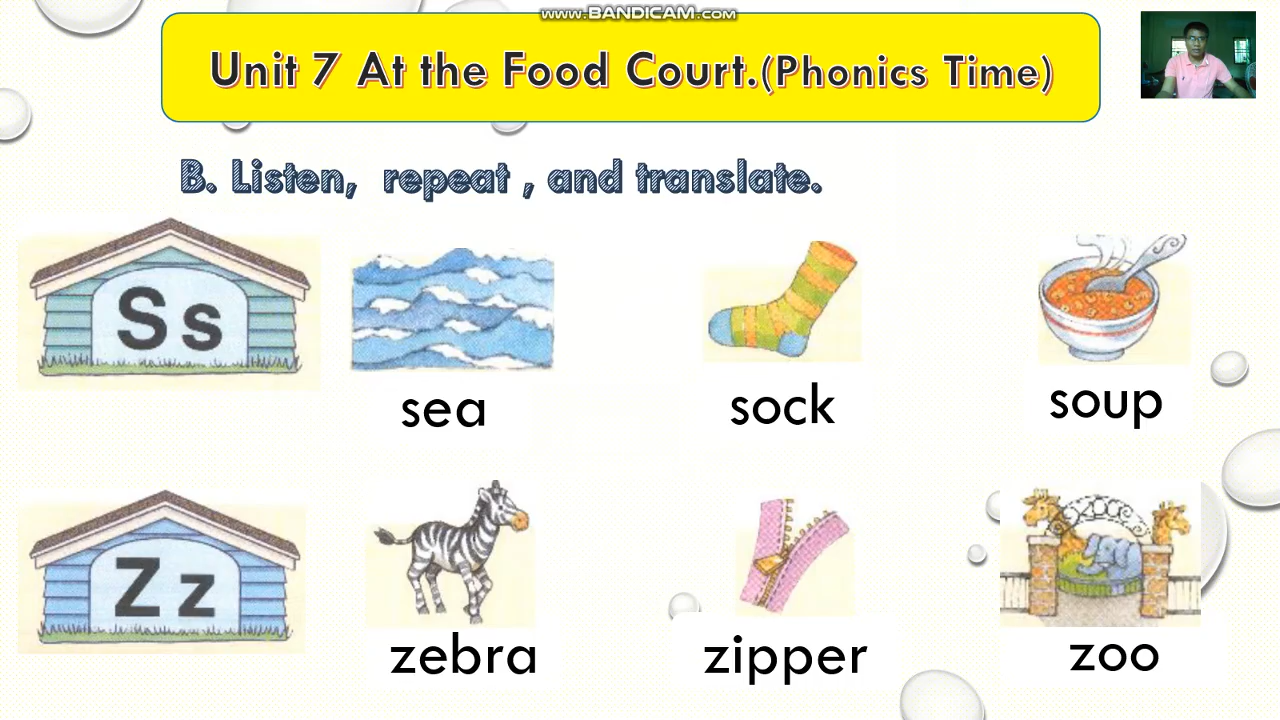 www.BANDICAM.com
Unit 7 At the Food Court.(Phonics Time)
B. Listen, repeat , and translate.
Ss
sea
sock
soup
Zz
zebra
zipper
ZOO
zoo